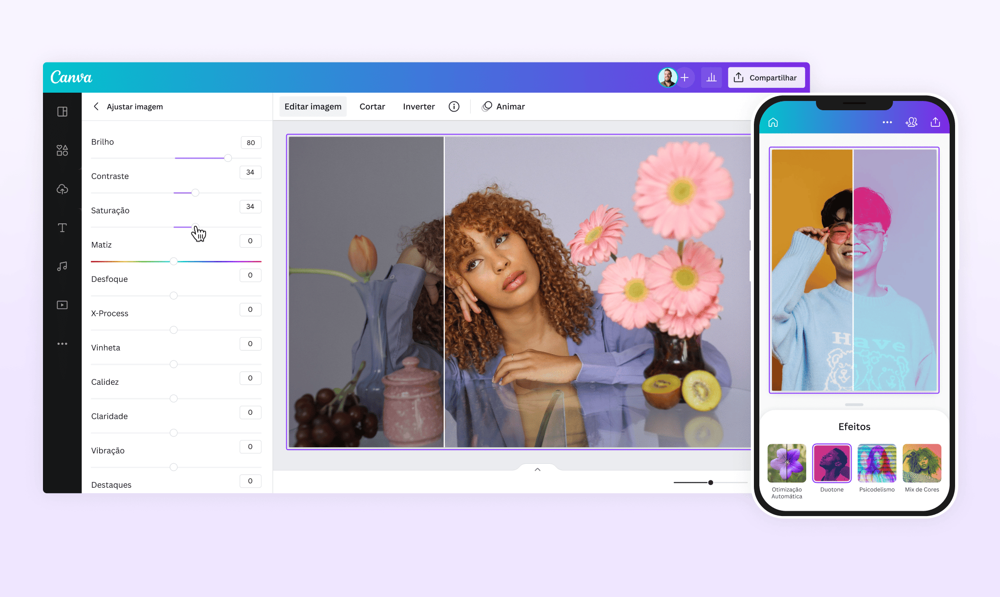 Canva
Compartilhar
Ajustar imagem
Editar imagem
Cortar
Inverter
Animar
Brilho
80
Contraste
34
Saturação
34
Matiz
0
Desfoque
0
X-Process
0
Vinheta
0
Calidez
0
Claridade
0
Vibração
0
Destaques
0
Have
Efeitos
Otimização
Automática
Duotone
Psicodelismo
Mix de Cores